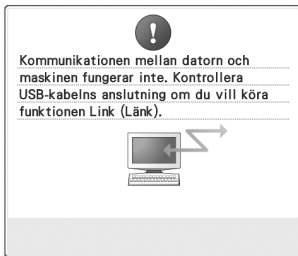 Kommunikationen mellan datorn och
maskinen fungerar inte. Kontrollera
USB-kabelns anslutning om du vill köra
funktionen Link (Länk).